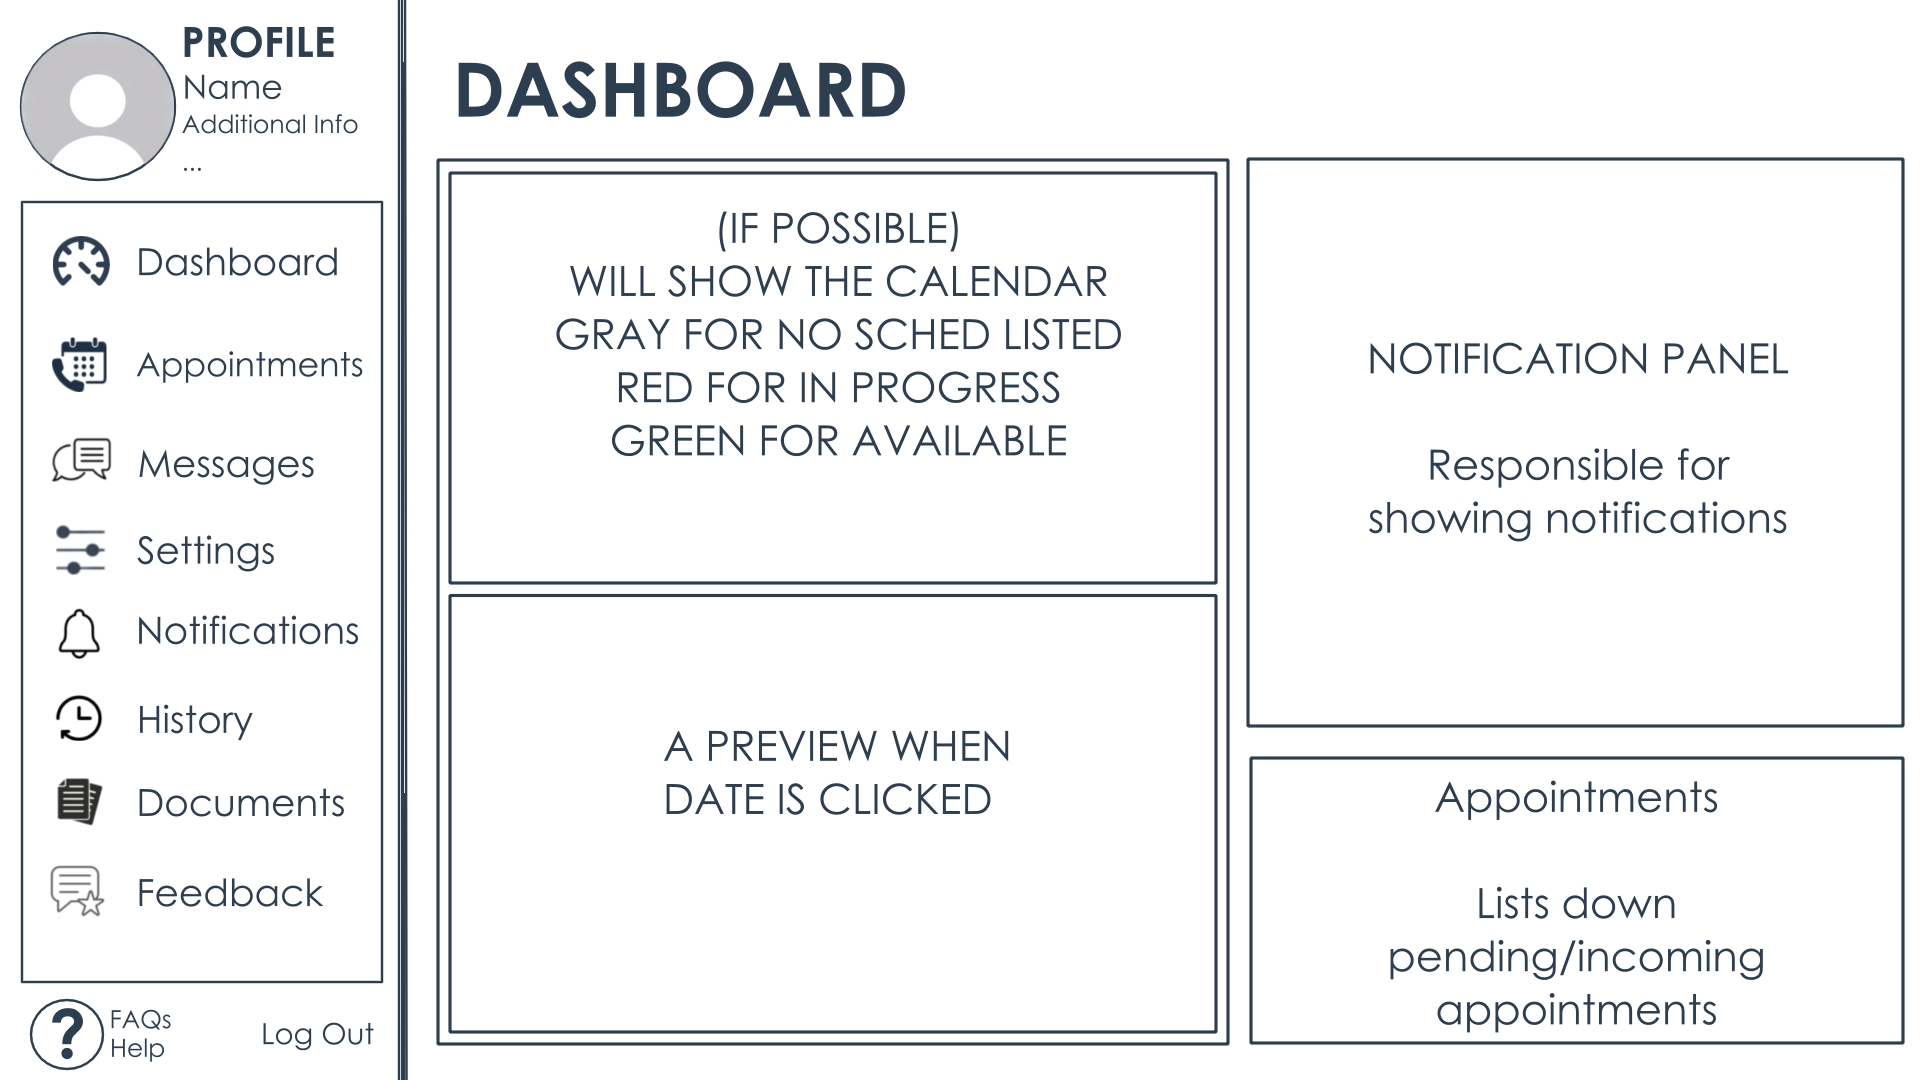 PROFILE
Name
Additional Info
...
Dashboard
Appointments
Messages
Settings
Notifications
History
Documents
Feedback
?
FAQs
Help
Log Out
DASHBOARD
(IF POSSIBLE)
WILL SHOW THE CALENDAR
GRAY FOR NO SCHED LISTED
RED FOR IN PROGRESS
GREEN FOR AVAILABLE
A PREVIEW WHEN
DATE IS CLICKED
NOTIFICATION PANEL
Responsible for
showing notifications
Appointments
Lists down
pending/incoming
appointments